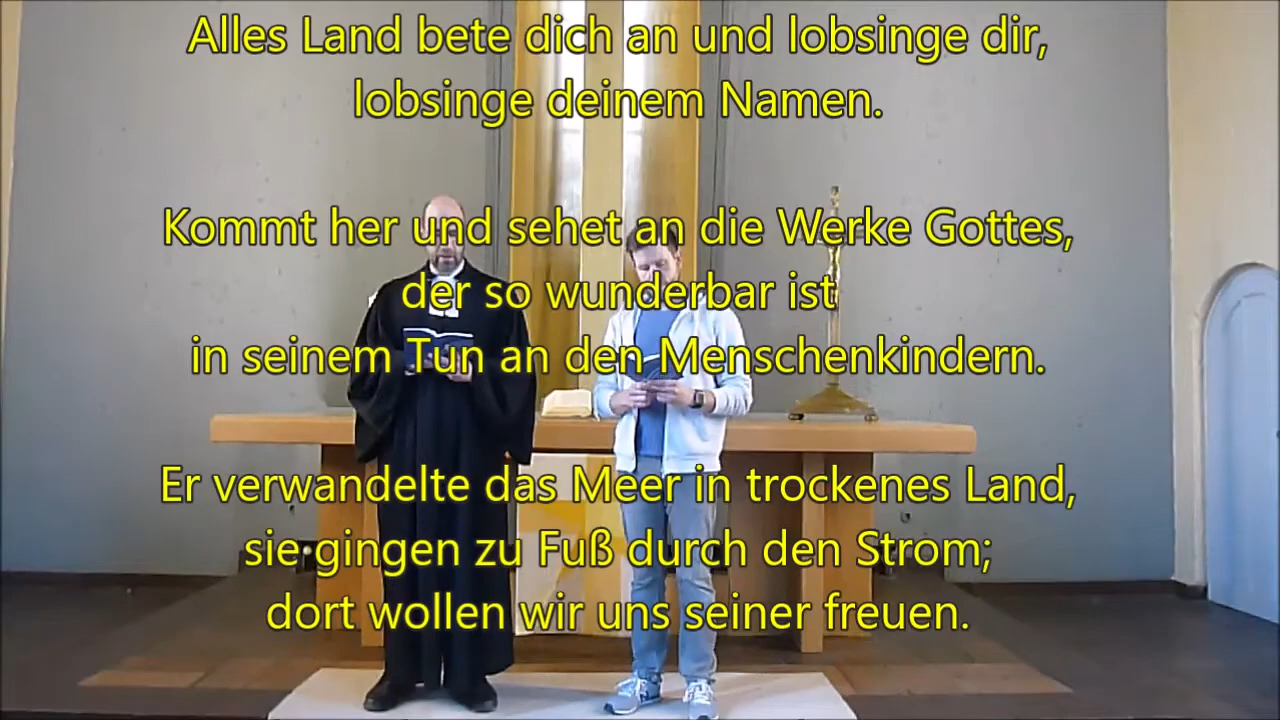 Alles Land bete dich an und lobsinge dir,
lobsinge deinem Namen.
Kommt her und sehet an die Werke Gottes,
der so wunderbar ist
in seinem Tun an den Menschenkindern.
Er verwandelte das Meer in trockenes Land,
sie gingen zu Fuß durch den Strom;
dort wollen wir uns seiner freuen.